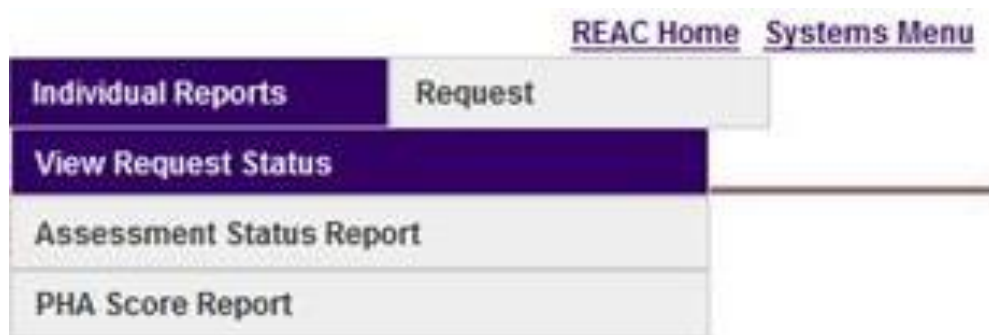 REAC Home Systems Menu
Individual Reports Request
View Request Status
Assessment Status Report
PHA Score Report